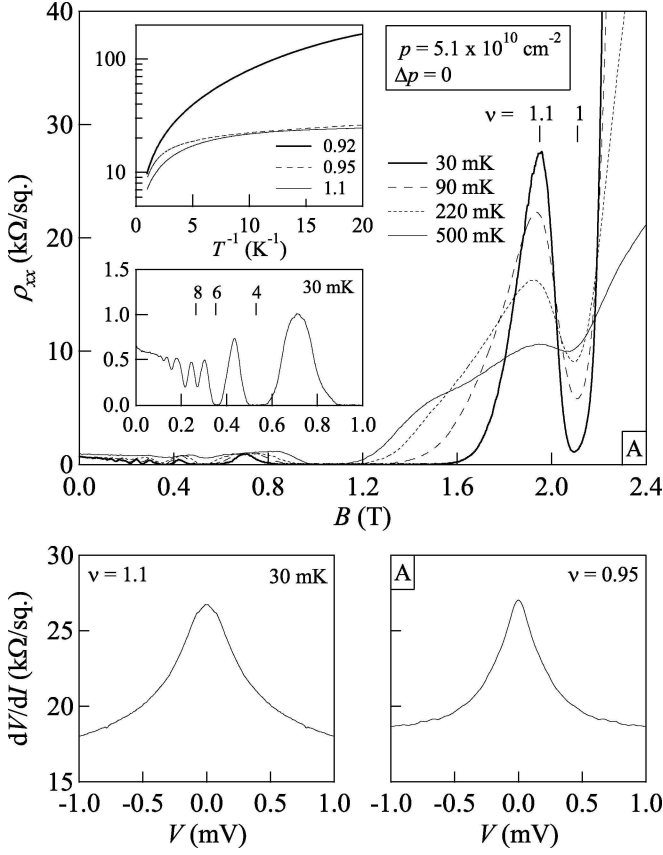 40
30
20
10
0
ρxx (kΩ/sq.)
100
10
0
5
10
15
20
T⁻¹ (K⁻¹)
0.92
0.95
1.1
p = 5.1 x 10¹⁰ cm⁻²
Δp = 0
ν = 1.1 1
30 mK
90 mK
220 mK
500 mK
1.5
1.0
0.5
0.0
8 6 4 30 mK
0.0 0.2 0.4 0.6 0.8 1.0
A
0.0 0.4 0.8 1.2 1.6 2.0 2.4
B (T)
30
25
20
15
dV/dI (kΩ/sq.)
ν = 1.1 30 mK
-1.0 -0.5 0.0 0.5 1.0
V (mV)
A ν = 0.95
-1.0 -0.5 0.0 0.5 1.0
V (mV)